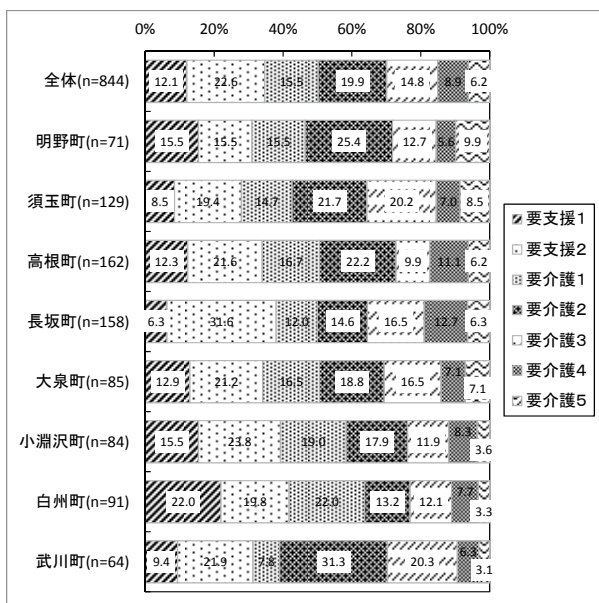 0% 20% 40% 60% 80% 100%
全体(n=844) 12.1 22.6 15.5 19.9 14.8 8.9 6.2
明野町(n=71) 15.5 15.5 15.5 25.4 12.7 5.6 9.9
須玉町(n=129) 8.5 19.4 14.7 21.7 20.2 7.0 8.5
高根町(n=162) 12.3 21.6 16.7 22.2 9.9 11.1 6.2
長坂町(n=158) 6.3 31.6 12.0 14.6 16.5 12.7 6.3
大泉町(n=85) 12.9 21.2 16.5 18.8 16.5 7.1 7.1
小淵沢町(n=84) 15.5 23.8 19.0 17.9 11.9 8.3 3.6
白州町(n=91) 22.0 19.8 22.0 13.2 12.1 7.7 3.3
武川町(n=64) 9.4 21.9 7.8 31.3 20.3 6.3 3.1
要支援1
要支援2
要介護1
要介護2
要介護3
要介護4
要介護5